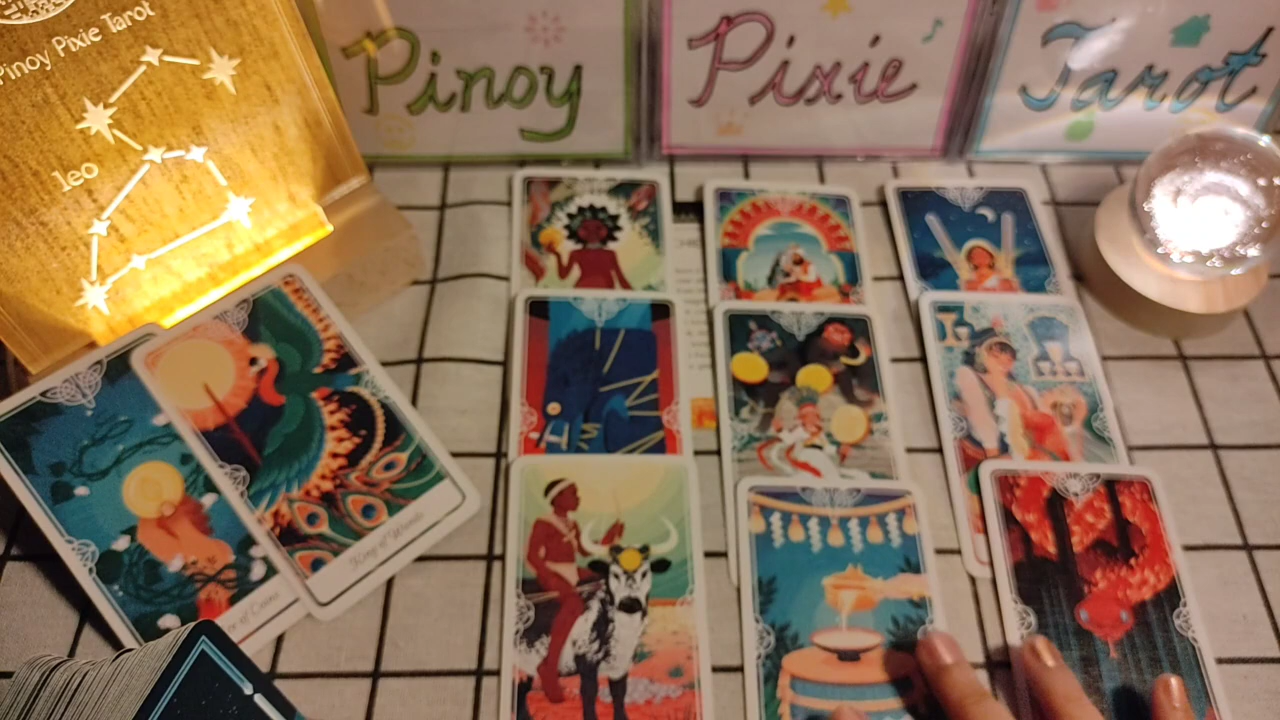 Pinoy Pixie Tarot
leo
Pinoy
Pixie
Tarot
King of Wands